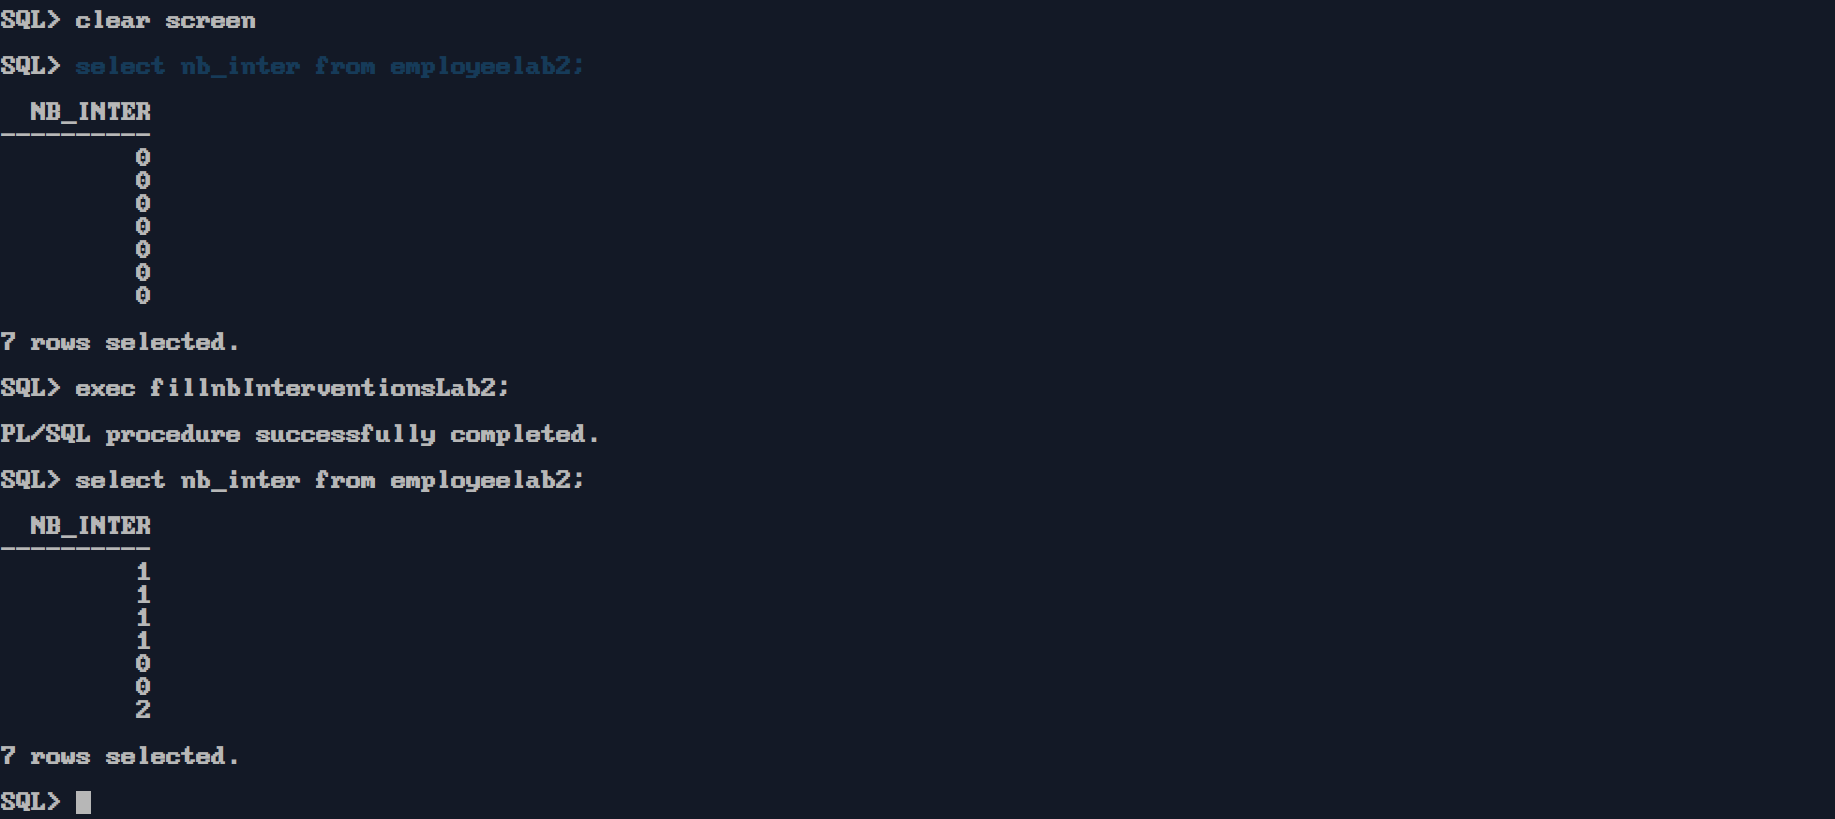 SQL> clear screen
SQL> select nb_inter from employeelab2;
NB_INTER
----------
0
0
0
0
0
0
0
7 rows selected.
SQL> exec fillnbInterventionsLab2;
PL/SQL procedure successfully completed.
SQL> select nb_inter from employeelab2;
NB_INTER
----------
1
1
1
1
0
0
2
7 rows selected.
SQL>